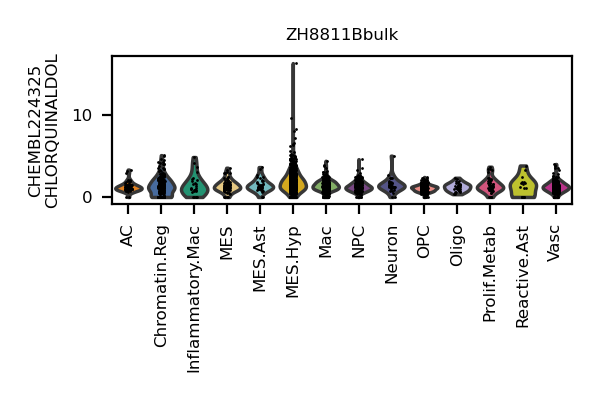 ZH8811Bbulk
CHEMBL224325
CHLORQUINALDOL
10
0
AC
Chromatin.Reg
Inflammatory.Mac
MES
MES.Ast
MES.Hyp
Mac
NPC
Neuron
OPC
Oligo
Prolif.Metab
Reactive.Ast
Vasc